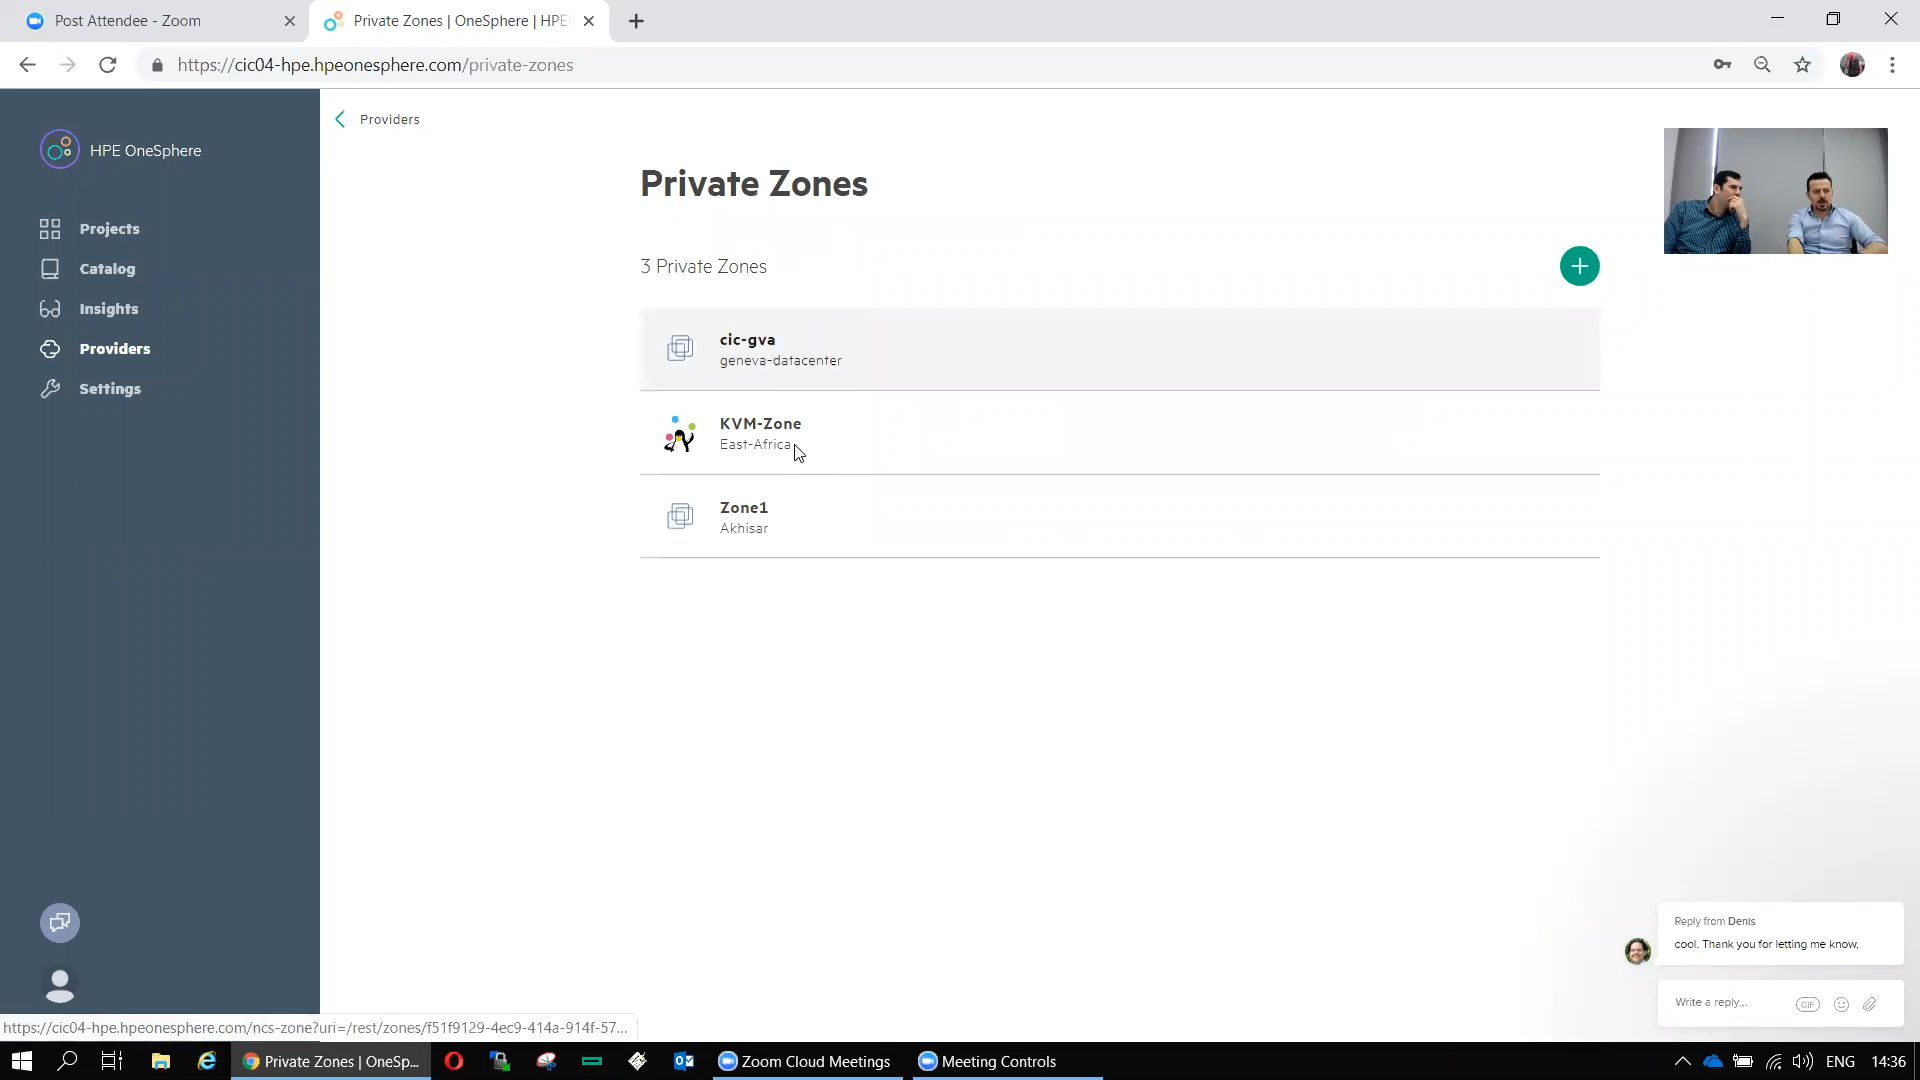 Post Attendee - Zoom
Private Zones | OneSphere | HPE
https://cic04-hpe.hpeonesphere.com/private-zones
HPE OneSphere
Projects
Catalog
Insights
Providers
Settings
Providers
Private Zones
3 Private Zones
cic-gva
geneva-datacenter
KVM-Zone
East-Africa
Zone1
Akhisar
Reply from Denis
cool. Thank you for letting me know,
Write a reply...
GIF
https://cic04-hpe.hpeonesphere.com/ncs-zone?uri=/rest/zones/f51f9129-4ec9-414a-914f-57...
Private Zones | OneSp...
Zoom Cloud Meetings
Meeting Controls
ENG
14:36